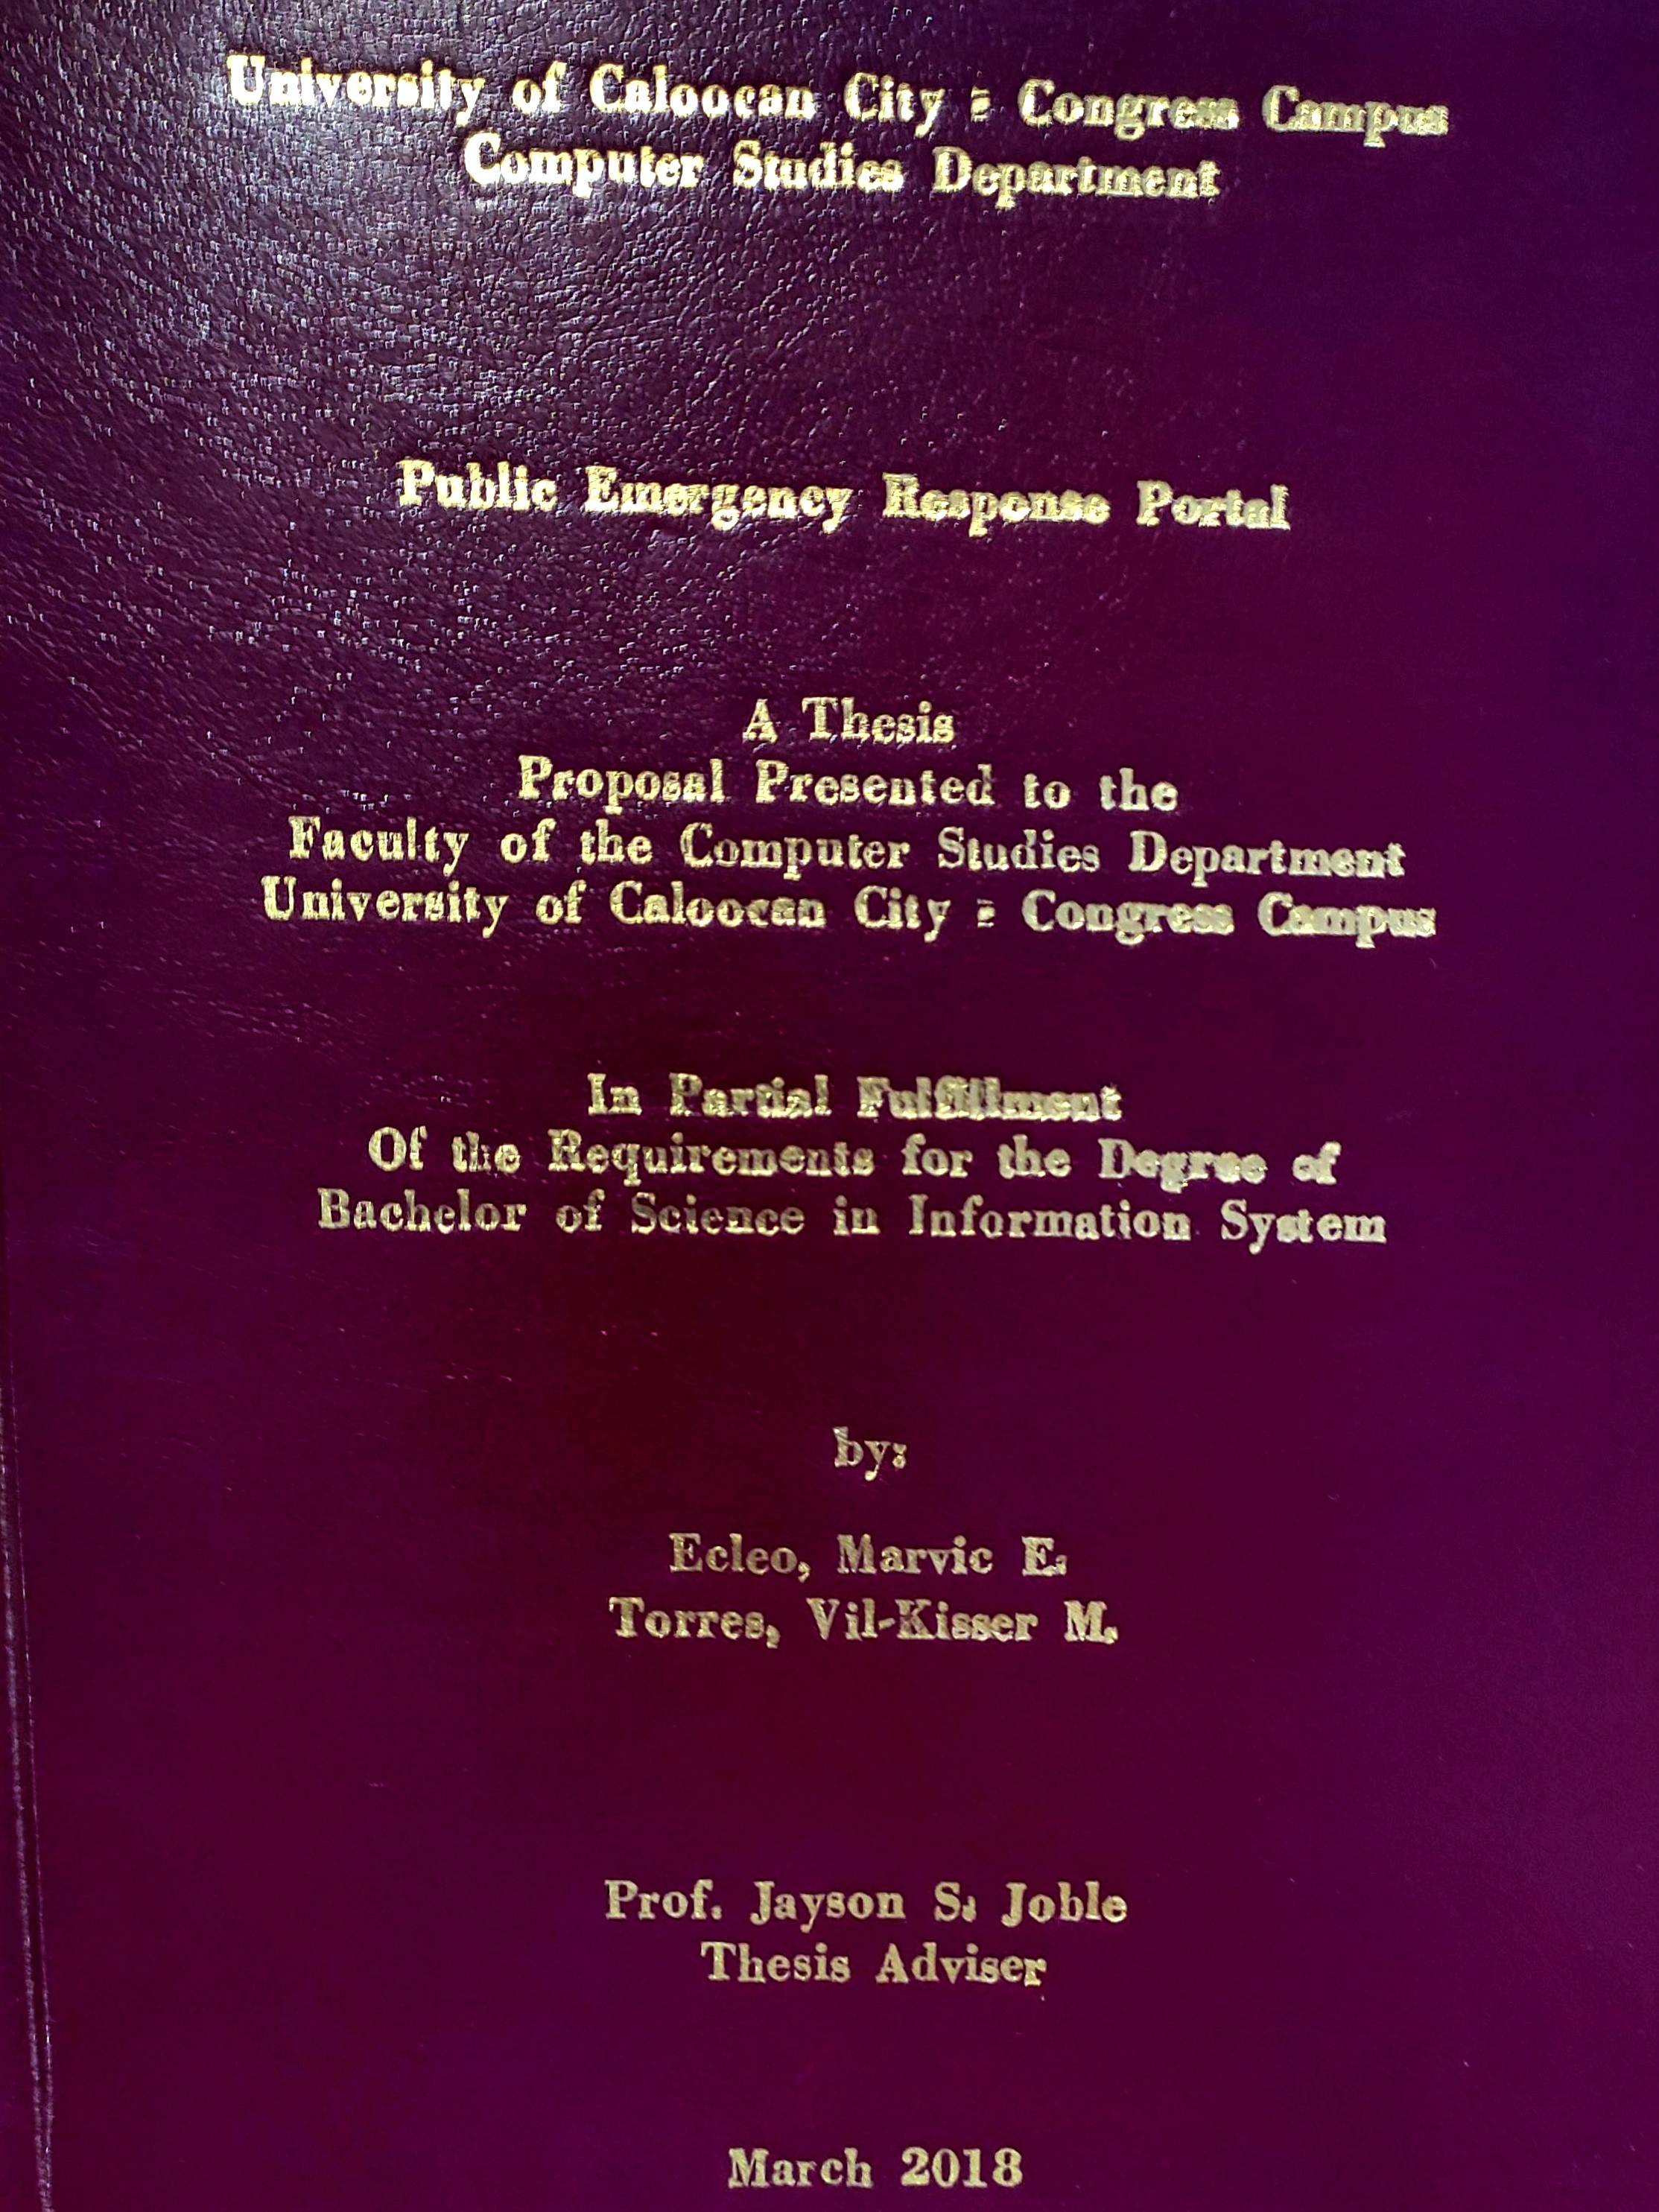 University of Caloocan City - Congress Campus
Computer Studies Department
Public Emergency Response Portal
A Thesis
Proposal Presented to the
Faculty of the Computer Studies Department
University of Caloocan City - Congress Campus
In Partial Fulfillment
Of the Requirements for the Degree of
Bachelor of Science in Information System
by:
Ecleo, Marvic E.
Torres, Vil-Kisser M.
Prof. Jayson S. Joble
Thesis Adviser
March 2018